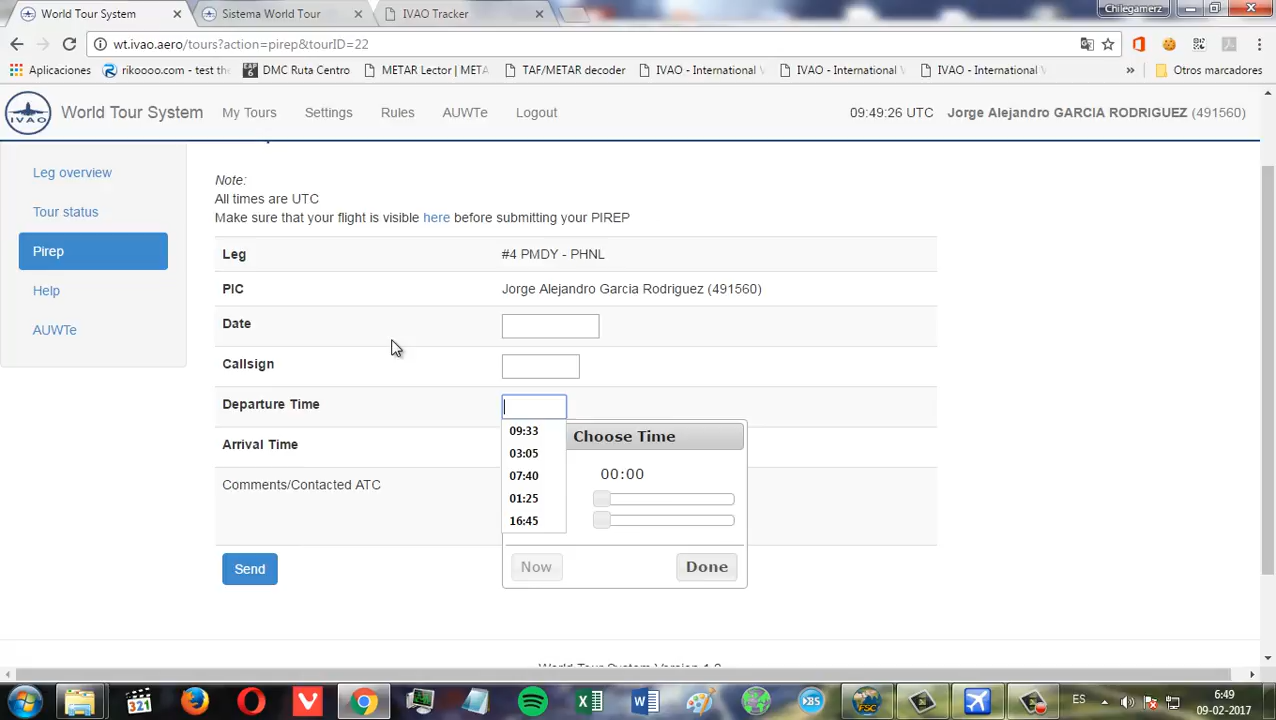 World Tour System
Sistema World Tour
IVAO Tracker
Chilegamerz
wt.ivao.aero/tours?action=pirep&tourID=22
Aplicaciones
rikoooo.com - test the
DMC Ruta Centro
METAR Lector | MET
TAF/METAR decoder
IVAO - International
IVAO - International V
IVAO - International V
»
Otros marcadores
IVAO
World Tour System
My Tours
Settings
Rules
AUWTe
Logout
09:49:26 UTC
Jorge Alejandro GARCIA RODRIGUEZ (491560)
Leg overview
Tour status
Pirep
Help
AUWTe
Note:
All times are UTC
Make sure that your flight is visible here before submitting your PIREP
Leg
#4 PMDY - PHNL
PIC
Jorge Alejandro Garcia Rodriguez (491560)
Date
Callsign
Departure Time
Arrival Time
Comments/Contacted ATC
09:33
03:05
07:40
01:25
16:45
Choose Time
00:00
Now
Done
Send
321
FSC
ES
6:49
09-02-2017